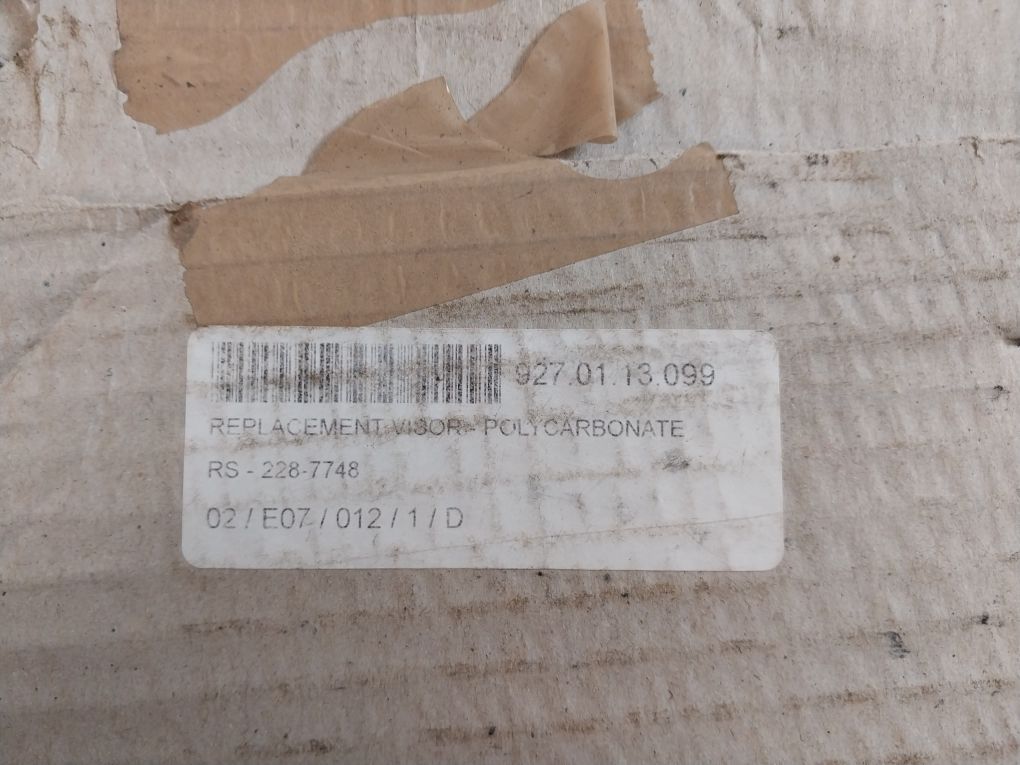 927.01.13.099
REPLACEMENT VISOR - POLYCARBONATE
RS - 228-7748
02 / E07 / 012 / 1 / D